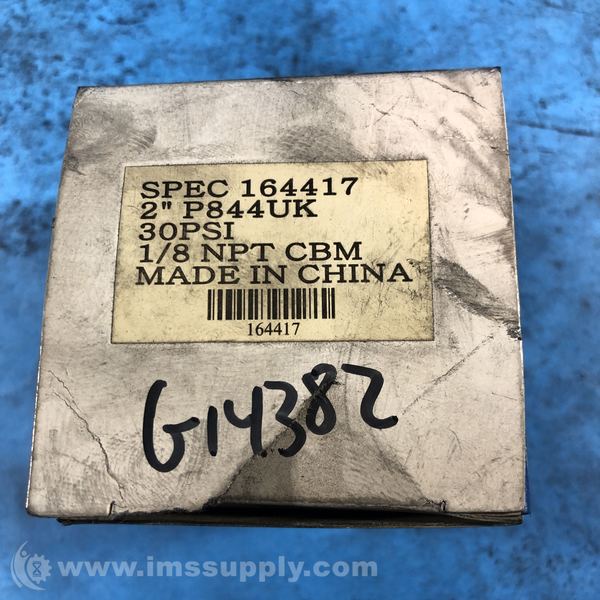 SPEC 164417
2" P844UK
30PSI
1/8 NPT CBM
MADE IN CHINA
164417
G14382
www.imssupply.com